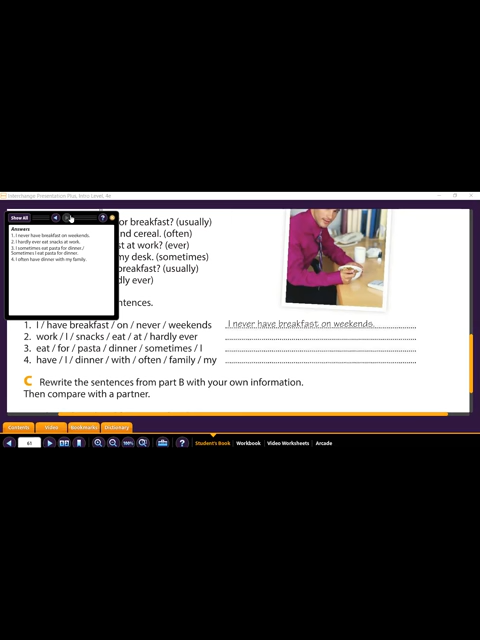 Interchange Presentation Plus, Intro Level, 4e
Show All
?
Answers
1. I never have breakfast on weekends.
2. I hardly ever eat snacks at work.
3. I sometimes eat pasta for dinner./
Sometimes I eat pasta for dinner.
4. I often have dinner with my family.
or breakfast? (usually)
nd cereal. (often)
st at work? (ever)
my desk. (sometimes)
breakfast? (usually)
dly ever)
ntences.
1. I / have breakfast / on / never / weekends I never have breakfast on weekends.
2. work / I / snacks / eat / at / hardly ever
3. eat / for / pasta / dinner / sometimes / I
4. have / I / dinner / with / often / family / my
C Rewrite the sentences from part B with your own information.
Then compare with a partner.
Contents Video Bookmarks Dictionary
61 100% ? Student's Book Workbook Video Worksheets Arcade